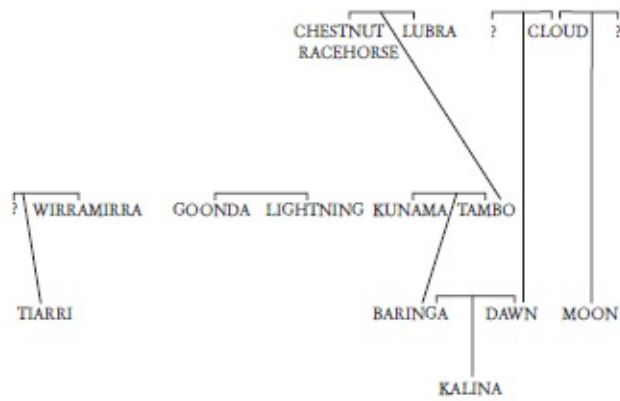 CHESTNUT LUBRA ? CLOUD ?
RACEHORSE
? WIRRAMIRRA GOONDA LIGHTNING KUNAMA TAMBO
TIARRI BARINGA DAWN MOON
KALINA